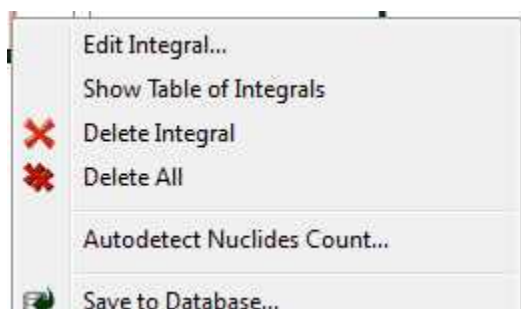 Edit Integral...
Show Table of Integrals
Delete Integral
Delete All
Autodetect Nuclides Count...
Save to Database...